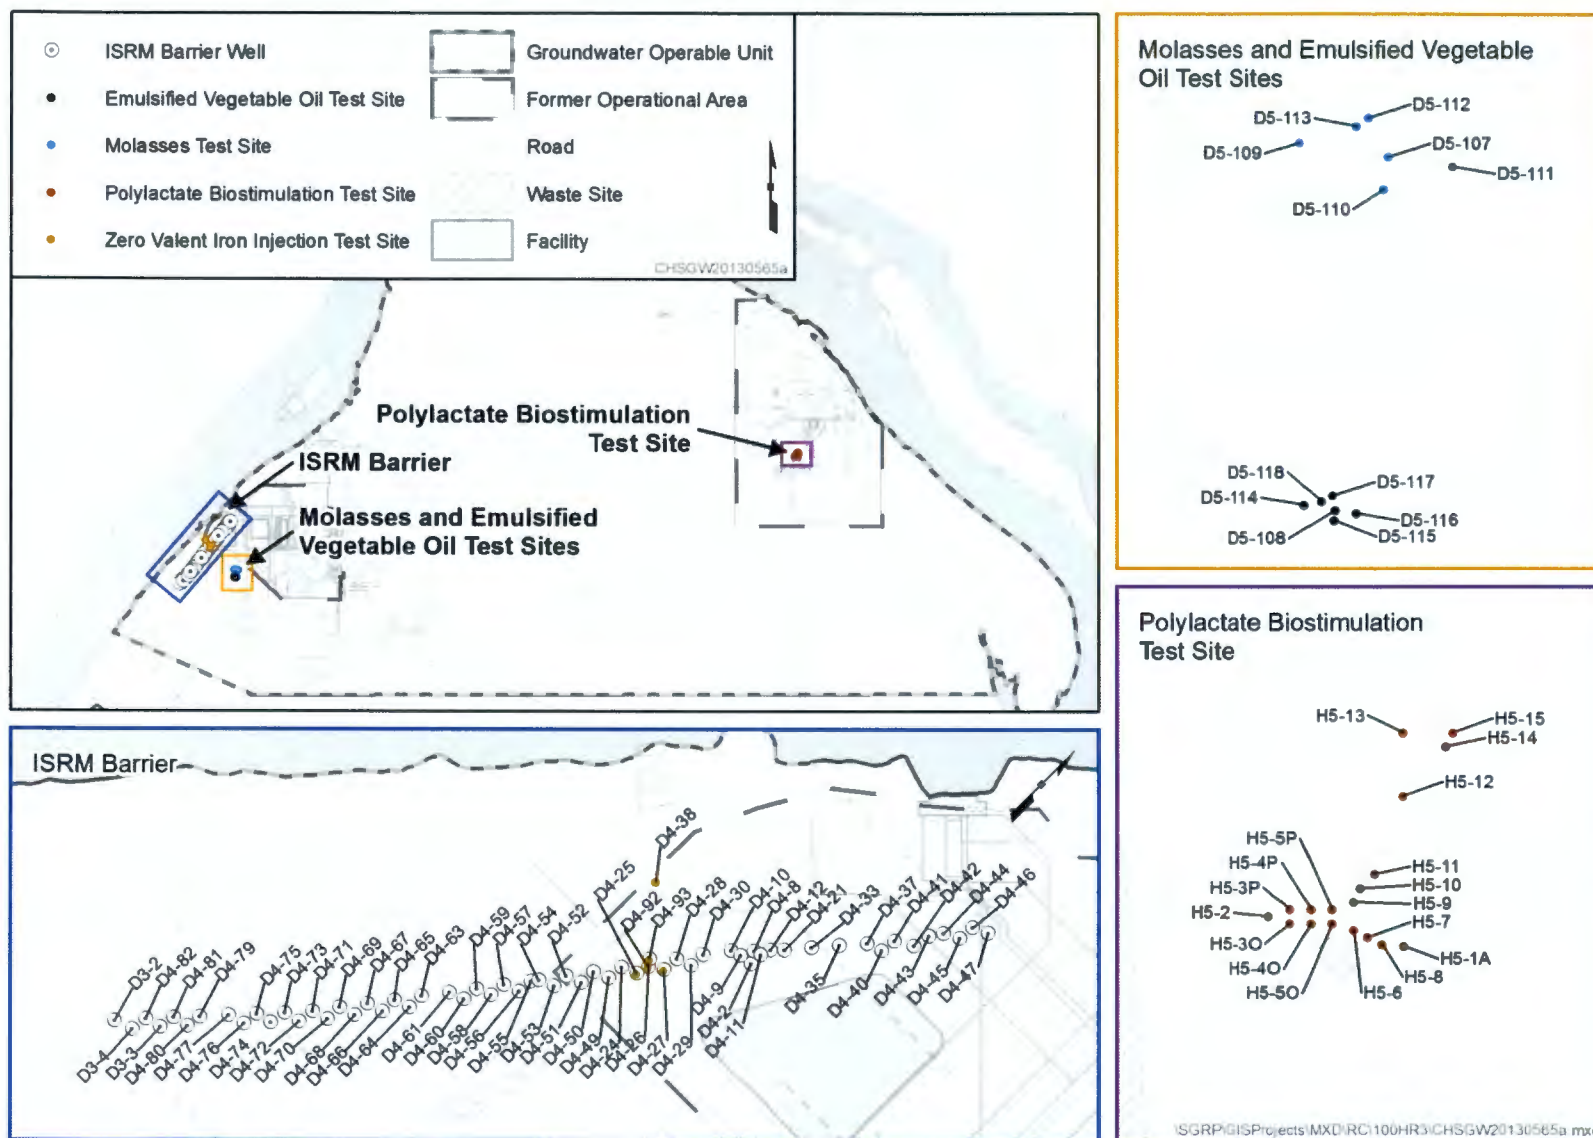 ISRM Barrier Well
Emulsified Vegetable Oil Test Site
Molasses Test Site
Polylactate Biostimulation Test Site
Zero Valent Iron Injection Test Site
Groundwater Operable Unit
Former Operational Area
Road
Waste Site
Facility
CHSGW20130565a
Polylactate Biostimulation
Test Site
ISRM Barrier
Molasses and Emulsified
Vegetable Oil Test Sites
Molasses and Emulsified Vegetable
Oil Test Sites
D5-112
D5-113
D5-107
D5-109
D5-111
D5-110
D5-118
D5-117
D5-114
D5-116
D5-108
D5-115
Polylactate Biostimulation
Test Site
H5-13
H5-15
H5-14
H5-12
H5-5P
H5-4P
H5-11
H5-3P
H5-10
H5-9
H5-2
H5-7
H5-3O
H5-1A
H5-4O
H5-8
H5-5O
H5-6
\SGRP\GISProjects\MXD\RC\100HR3\CHSGW20130565a.mx
ISRM Barrier
D3-2
D4-82
D4-81
D4-79
D4-75
D4-73
D4-71
D4-69
D4-67
D4-65
D4-63
D4-59
D4-57
D4-54
D4-52
D4-25
D4-38
D4-92
D4-93
D4-28
D4-30
D4-10
D4-8
D4-12
D4-21
D4-33
D4-37
D4-41
D4-42
D4-44
D4-46
D3-4
D3-3
D4-80
D4-77
D4-76
D4-74
D4-72
D4-70
D4-68
D4-66
D4-64
D4-61
D4-60
D4-58
D4-56
D4-55
D4-53
D4-51
D4-50
D4-49
D4-24
D4-26
D4-27
D4-29
D4-9
D4-2
D4-11
D4-35
D4-40
D4-43
D4-45
D4-47